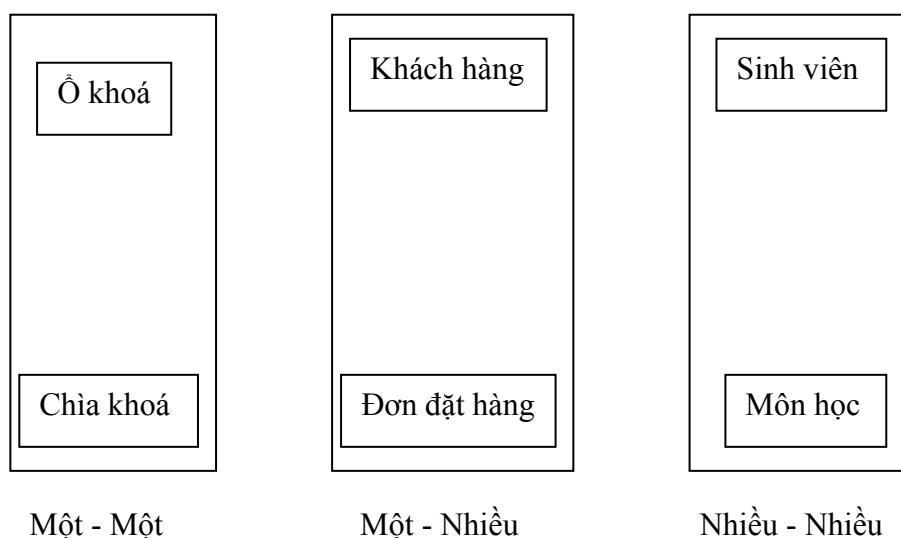 Ổ khoá
Khách hàng
Sinh viên
Chìa khoá
Đơn đặt hàng
Môn học
Một - Một
Một - Nhiều
Nhiều - Nhiều